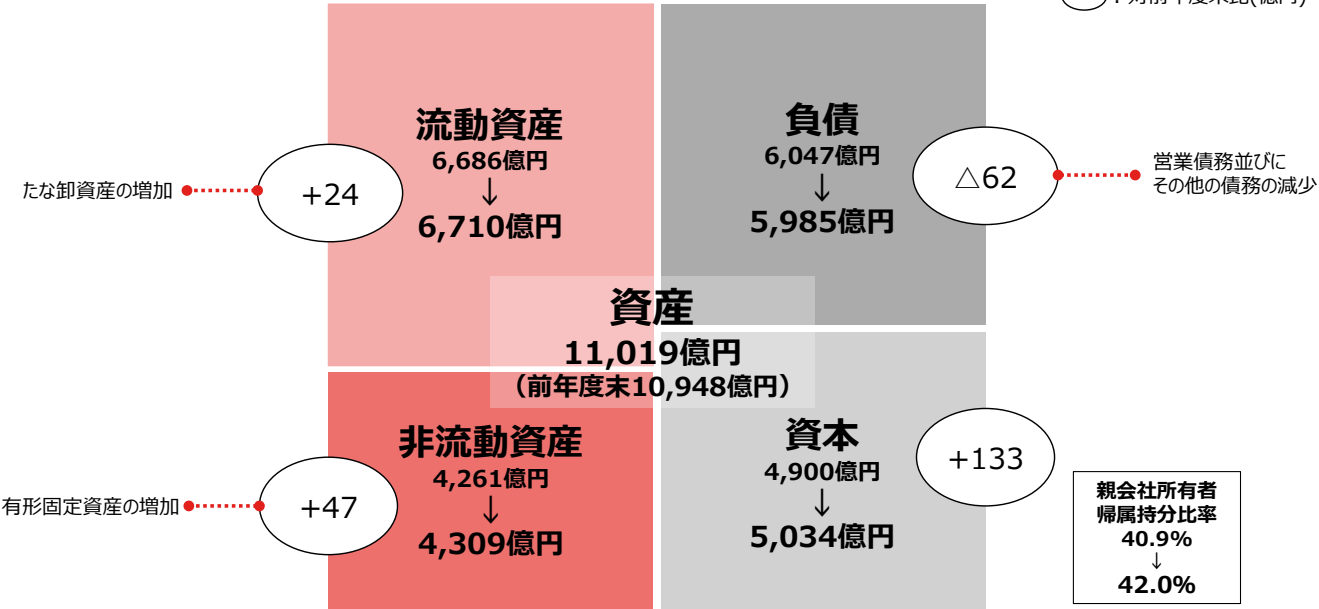 流動資産
6,686億円
↓
6,710億円
+24
たな卸資産の増加
負債
6,047億円
↓
5,985億円
△62
営業債務並びに
その他の債務の減少
資産
11,019億円
（前年度末10,948億円）
非流動資産
4,261億円
↓
4,309億円
+47
有形固定資産の増加
資本
4,900億円
↓
5,034億円
+133
親会社所有者
帰属持分比率
40.9%
↓
42.0%